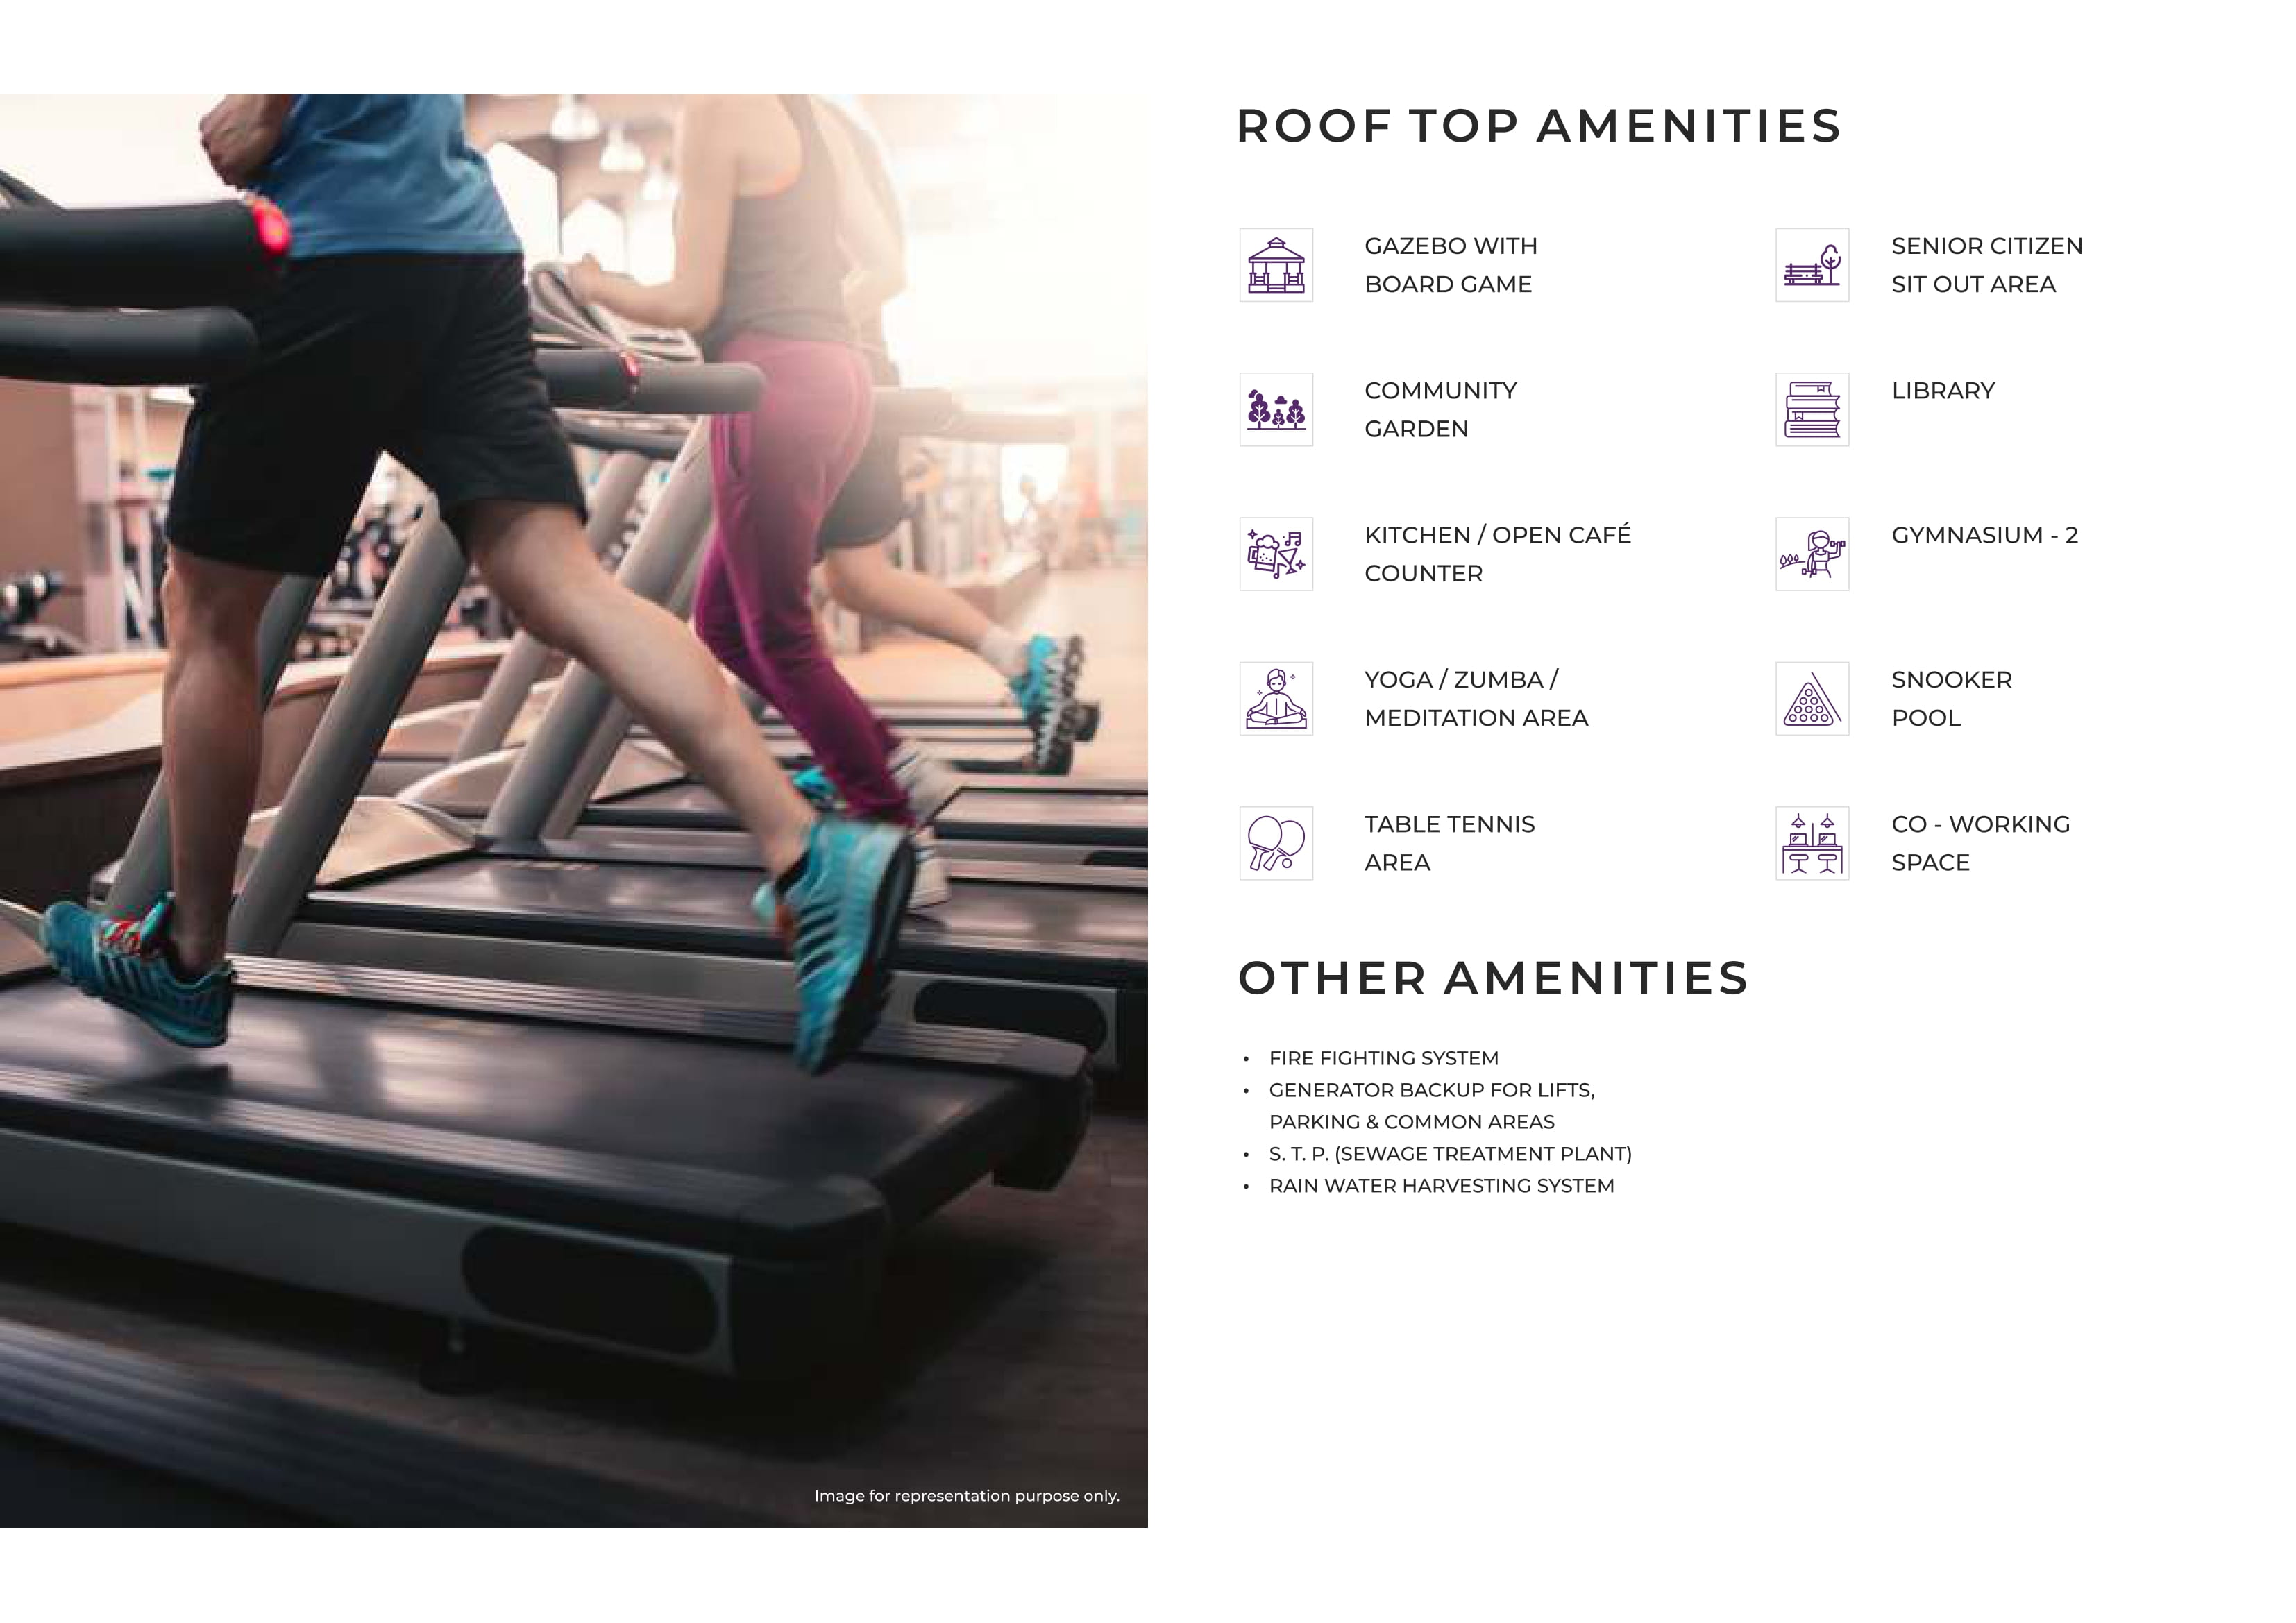 ROOF TOP AMENITIES
GAZEBO WITH
BOARD GAME
SENIOR CITIZEN
SIT OUT AREA
COMMUNITY
GARDEN
LIBRARY
KITCHEN / OPEN CAFÉ
COUNTER
GYMNASIUM - 2
YOGA / ZUMBA /
MEDITATION AREA
SNOOKER
POOL
TABLE TENNIS
AREA
CO - WORKING
SPACE
OTHER AMENITIES
• FIRE FIGHTING SYSTEM
• GENERATOR BACKUP FOR LIFTS,
PARKING & COMMON AREAS
• S. T. P. (SEWAGE TREATMENT PLANT)
• RAIN WATER HARVESTING SYSTEM
Image for representation purpose only.